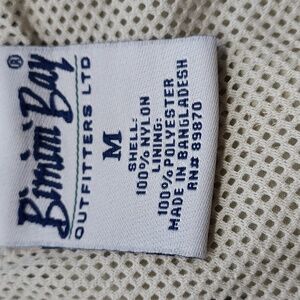 Bimini Bay ®
OUTFITTERS LTD
M
SHELL:
100% NYLON
LINING:
100% POLYESTER
MADE IN BANGLADESH
RN# 89870